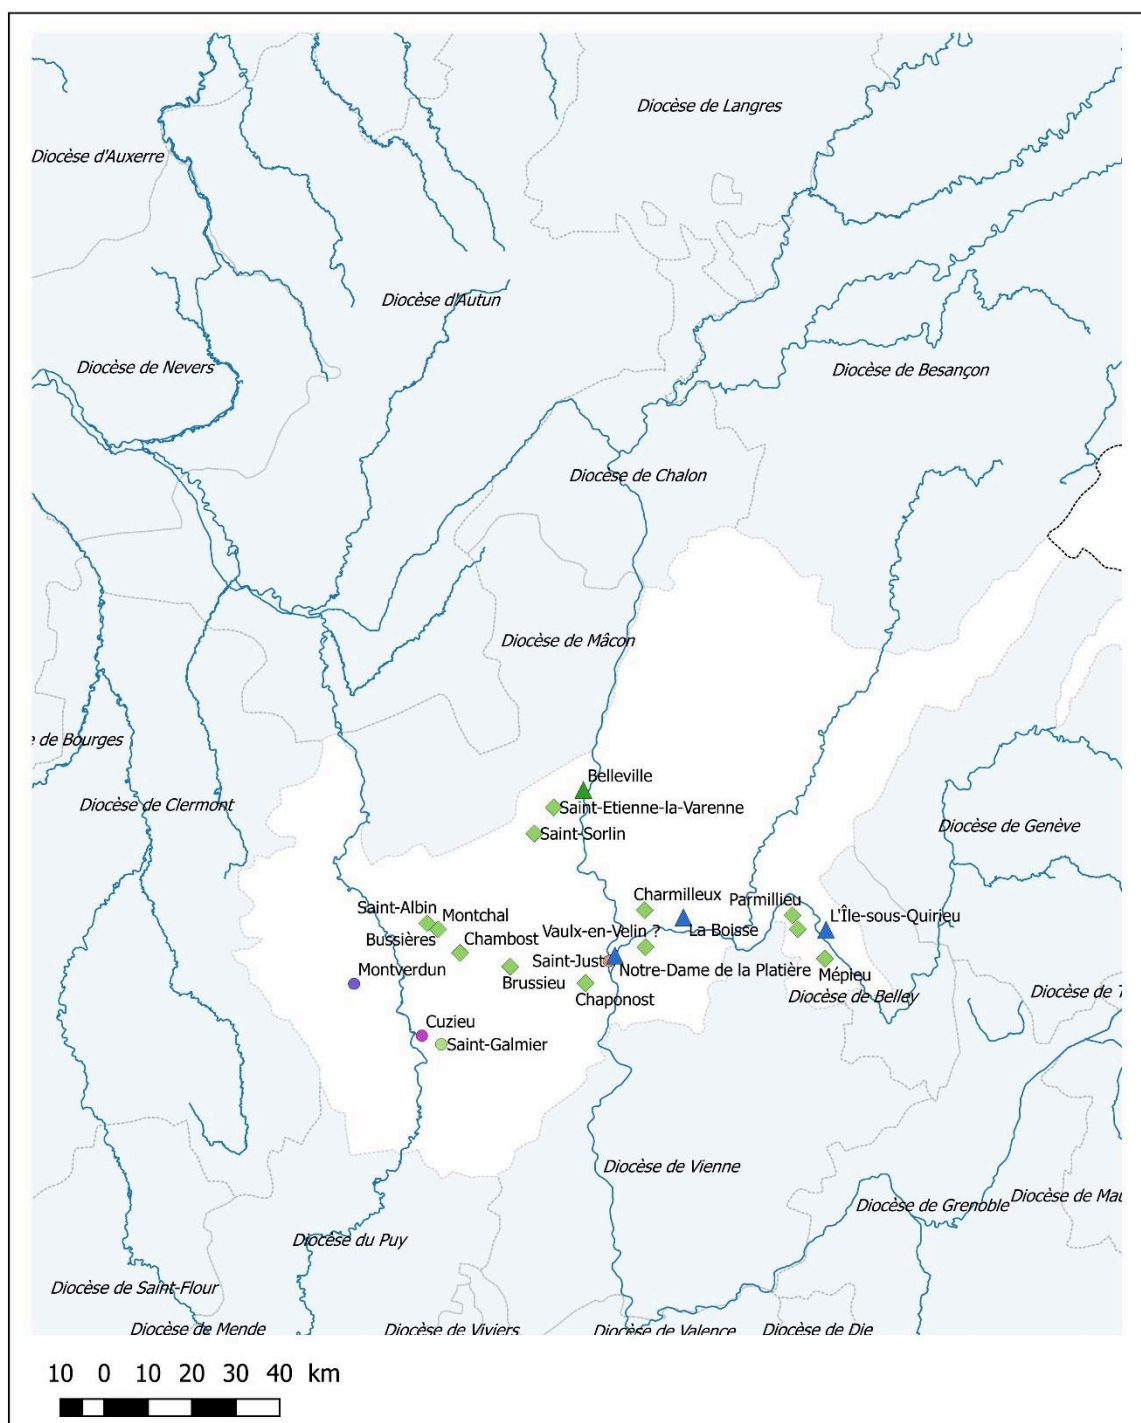 Diocèse de Langres
Diocèse d'Auxerre
Diocèse d'Autun
Diocèse de Nevers
Diocèse de Besançon
Diocèse de Chalon
Diocèse de Mâcon
e de Bourges
Belleville
Diocèse de Clermont
Saint-Etienne-la-Varenne
Diocèse de Genève
Saint-Sorlin
Charmilleux
Parmillieu
Saint-Albin
Montchal
L'Île-sous-Quirieu
La Boisse
Vaulx-en-Velin ?
Bussières
Chambost
Saint-Just
Notre-Dame de la Platière
Montverdun
Mépieu
Brussieu
Diocèse de T
Diocèse de Belley
Chaponost
Cuzieu
Saint-Galmier
Diocèse de Vienne
Diocèse de Mau
Diocèse de Grenoble
Diocèse du Puy
Diocèse de Saint-Flour
Diocèse de Mende
Diocèse de Viviers
Diocèse de Valence
Diocèse de Die
10 0 10 20 30 40 km